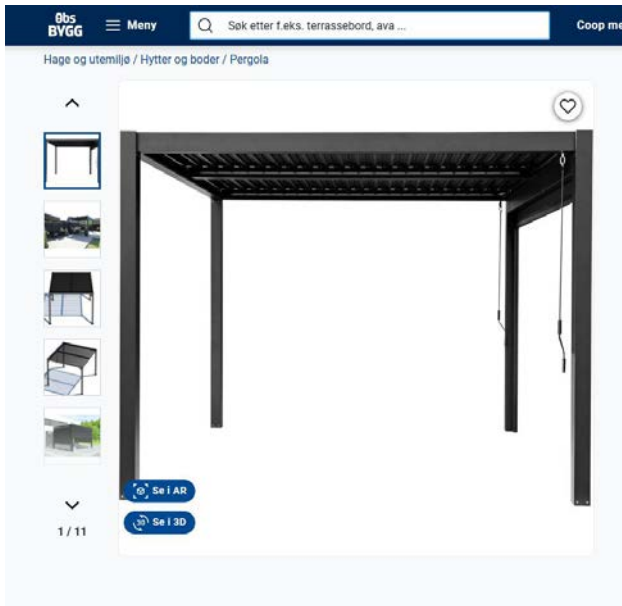 Obs
BYGG
Meny
Søk etter f.eks. terrassebord, ava ...
Coop me
Hage og utemiljø / Hytter og boder / Pergola
Se i AR
3D Se i 3D
1 / 11